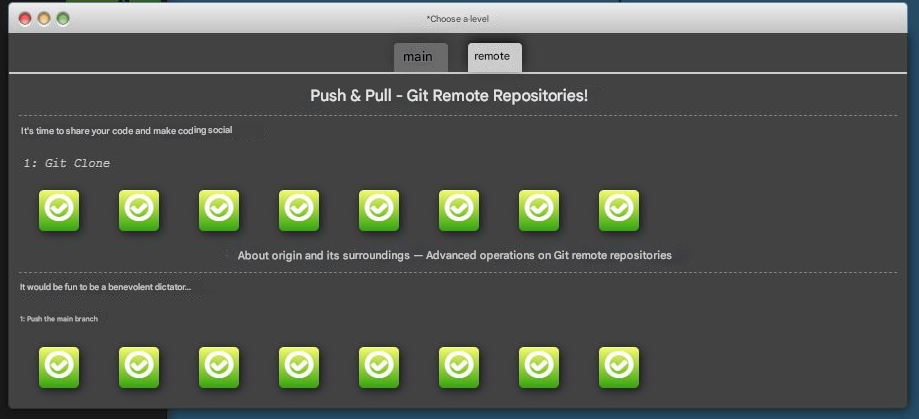 *Choose a level
main
remote
Push & Pull - Git Remote Repositories!
It's time to share your code and make coding social
1: Git Clone
About origin and its surroundings — Advanced operations on Git remote repositories
It would be fun to be a benevolent dictator...
1: Push the main branch